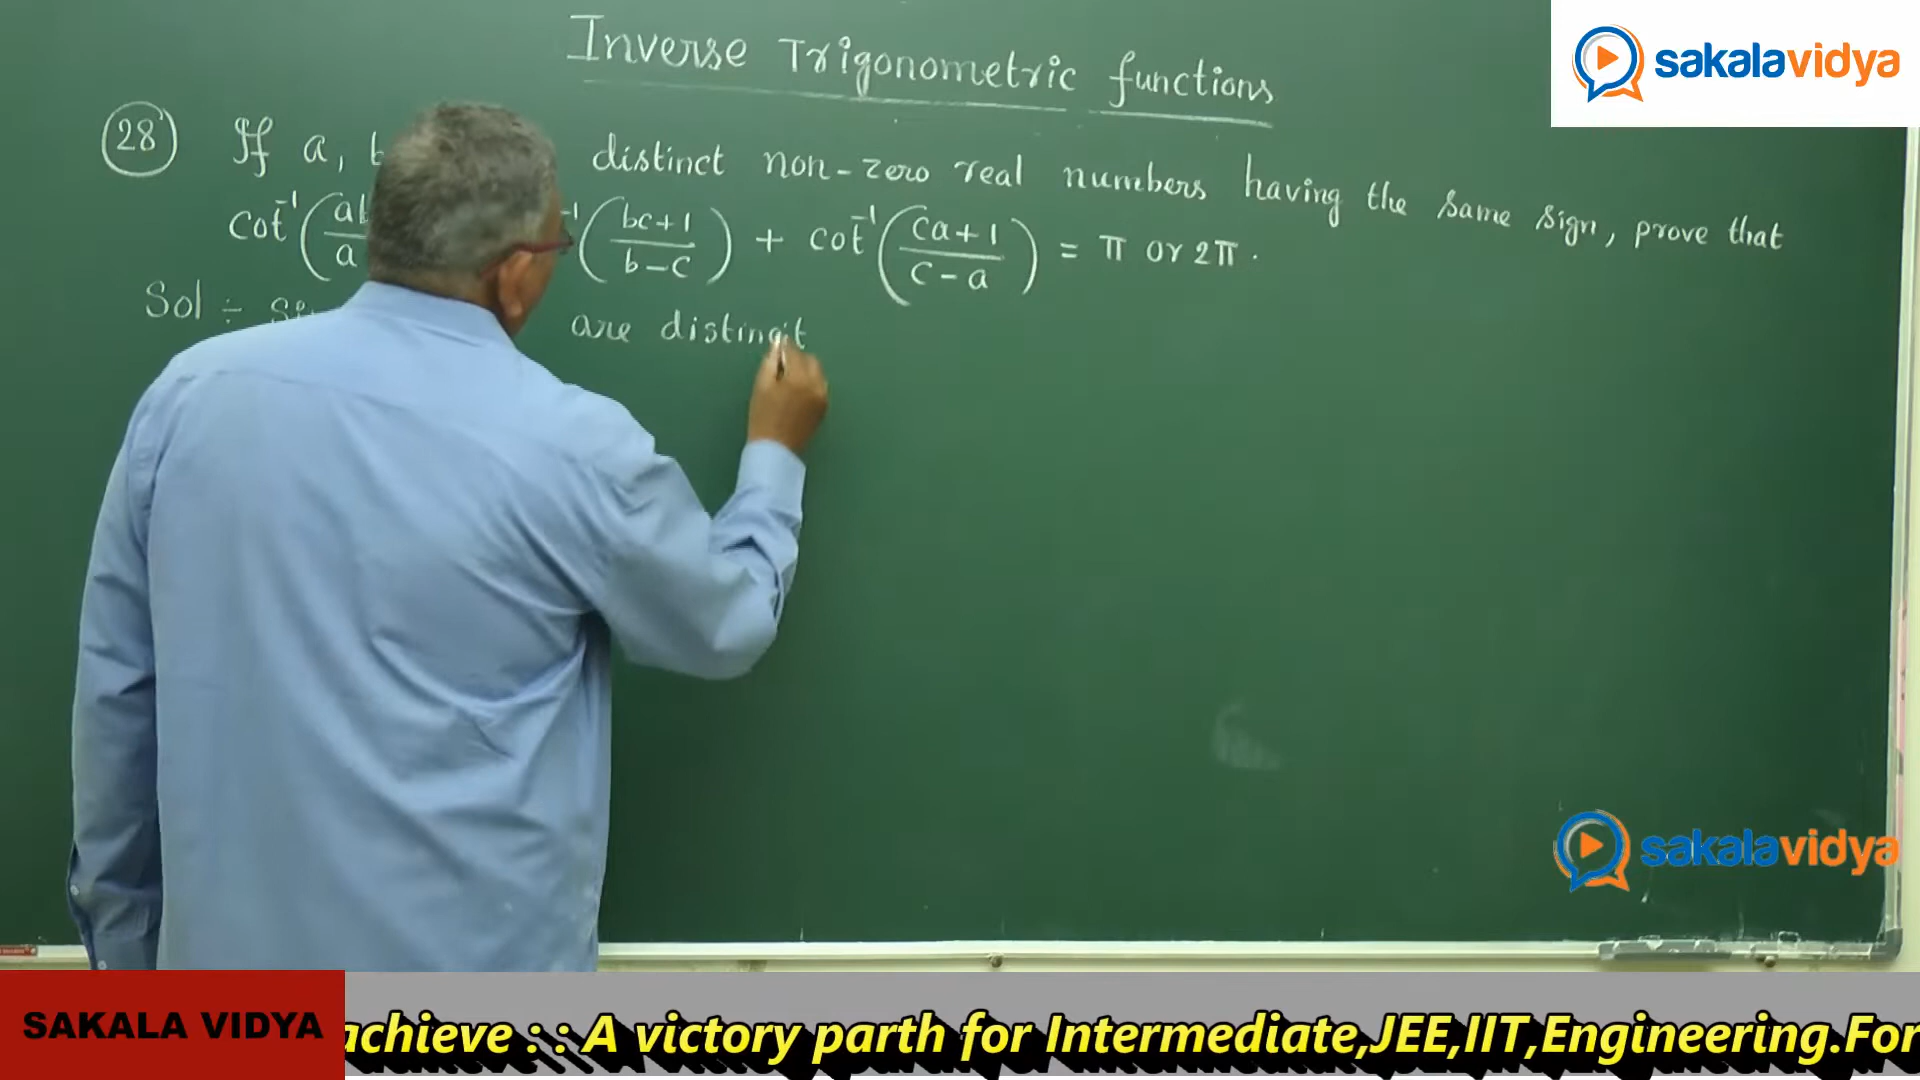 Inverse Trigonometric functions
sakalavidya
28 If a, distinct non-zero real numbers having the same sign, prove that
cot⁻¹(a ⁻¹(bc+1/b-c) + cot⁻¹(ca+1/c-a) = π or 2π.
Sol ÷ are distinct
sakalavidya
SAKALA VIDYA
achieve : : A victory parth for Intermediate,JEE,IIT,Engineering.For